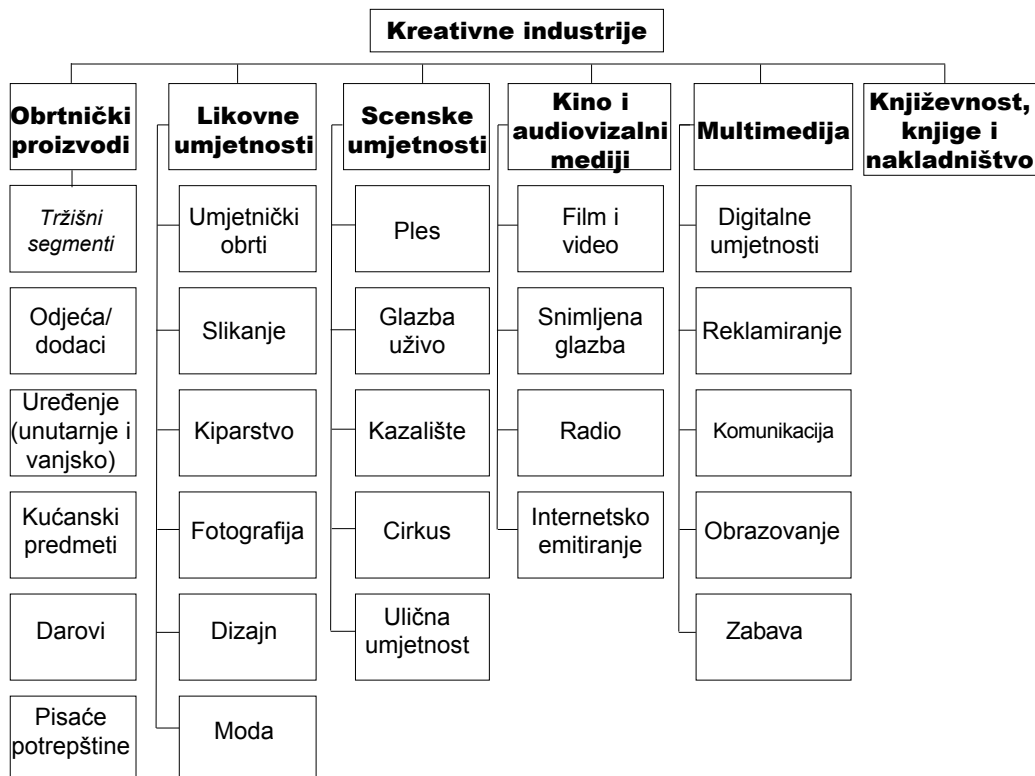 Kreativne industrije
Obrtnički
proizvodi
Likovne
umjetnosti
Scenske
umjetnosti
Kino i
audiovizalni
mediji
Multimedija
Književnost,
knjige i
nakladništvo
Tržišni
segmenti
Odjeća/
dodaci
Uređenje
(unutarnje i
vanjsko)
Kućanski
predmeti
Darovi
Pisaće
potrepštine
Umjetnički
obrti
Slikanje
Kiparstvo
Fotografija
Dizajn
Moda
Ples
Glazba
uživo
Kazalište
Cirkus
Ulična
umjetnost
Film i
video
Snimljena
glazba
Radio
Internetsko
emitiranje
Digitalne
umjetnosti
Reklamiranje
Komunikacija
Obrazovanje
Zabava